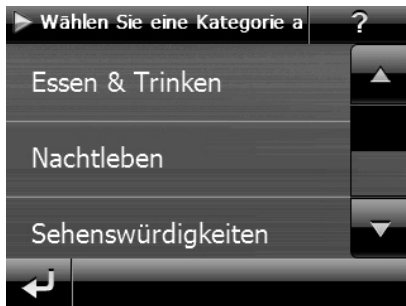 Wählen Sie eine Kategorie a
?
Essen & Trinken
Nachtleben
Sehenswürdigkeiten